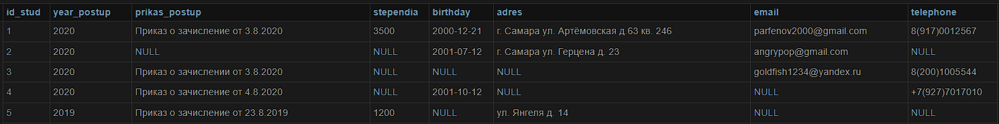 id_stud year_postup prikas_postup stependia birthday adres email telephone
1 2020 Приказ о зачисление от 3.8.2020 3500 2000-12-21 г. Самара ул. Артёмовская д.63 кв. 246 parfenov2000@gmail.com 8(917)0012567
2 2020 NULL NULL 2001-07-12 г. Самара ул. Герцена д. 23 angrypop@gmail.com NULL
3 2020 Приказ о зачислении от 3.8.2020 NULL NULL NULL goldfish1234@yandex.ru 8(200)1005544
4 2020 Приказ о зачисление от 4.8.2020 NULL 2001-10-12 NULL NULL +7(927)7017010
5 2019 Приказ о зачисление от 23.8.2019 1200 NULL ул. Янгеля д. 14 NULL NULL